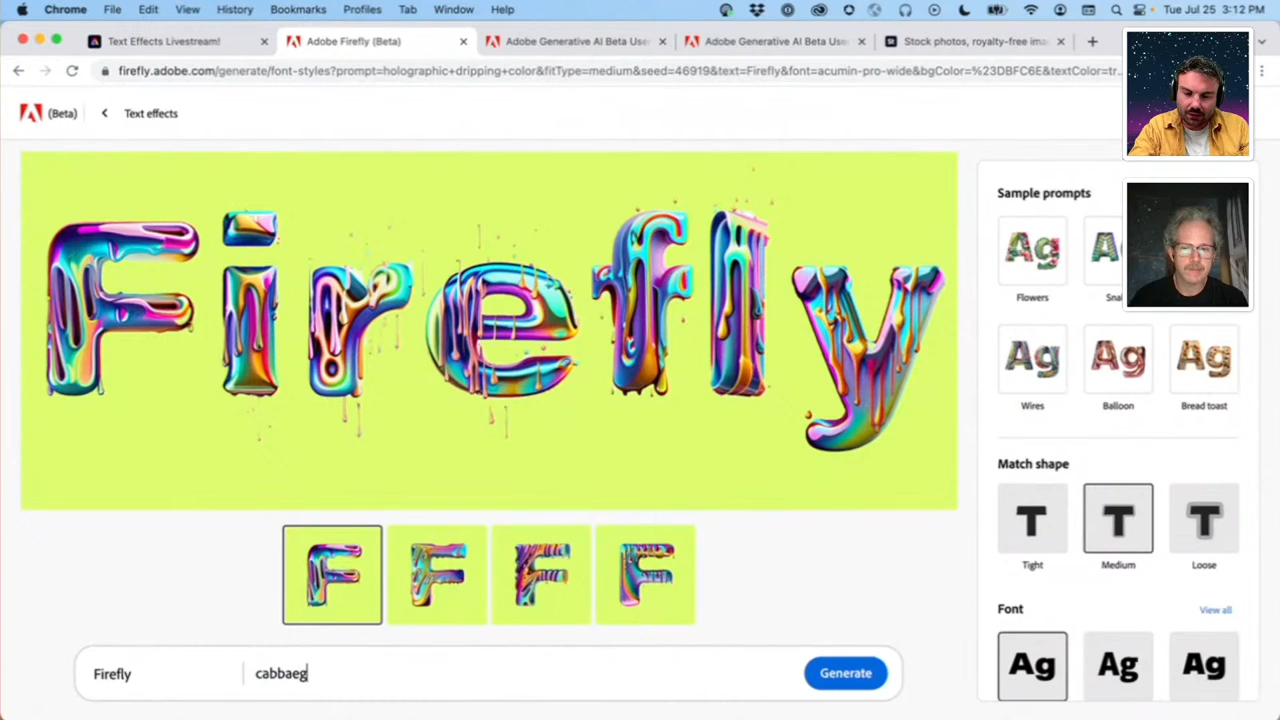 Chrome File Edit View History Bookmarks Profiles Tab Window Help Tue Jul 25 3:12 PM
Text Effects Livestream! Adobe Firefly (Beta) Adobe Generative AI Beta Use Adobe Generative AI Beta Use Stock photos, royalty-free ima
firefly.adobe.com/generate/font-styles?prompt=holographic+dripping+color&fitType=medium&seed=46919&text=Firefly&font=acumin-pro-wide&bgColor=%23DBFC6E&textColor=tr...
(Beta) Text effects
Firefly
F F F F
Firefly cabbaeg Generate
Sample prompts
Ag A
Flowers Sna
Ag Ag Ag
Wires Balloon Bread toast
Match shape
T T T
Tight Medium Loose
Font View all
Ag Ag Ag